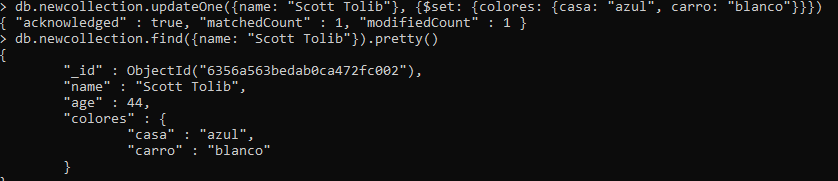 > db.newcollection.updateOne({name: "Scott Tolib"}, {$set: {colores: {casa: "azul", carro: "blanco"}}})
{ "acknowledged" : true, "matchedCount" : 1, "modifiedCount" : 1 }
> db.newcollection.find({name: "Scott Tolib"}).pretty()
{
        "_id" : ObjectId("6356a563bedab0ca472fc002"),
        "name" : "Scott Tolib",
        "age" : 44,
        "colores" : {
                "casa" : "azul",
                "carro" : "blanco"
        }
}